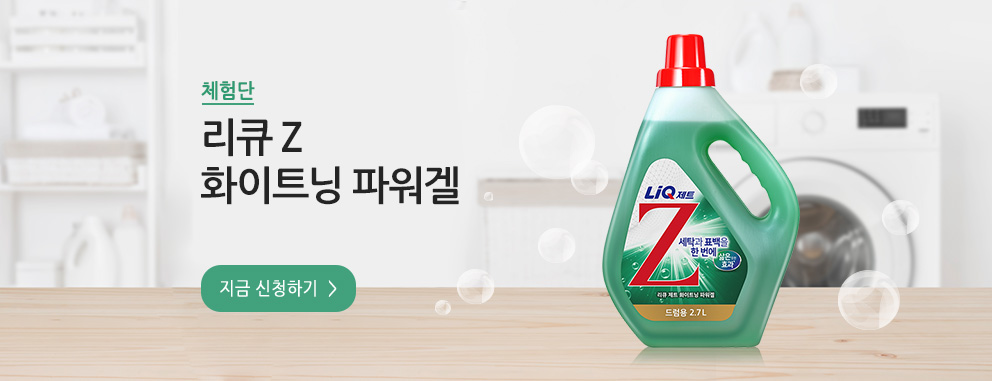 체험단
리큐 Z
화이트닝 파워겔
지금 신청하기 >
LiQ 제트
Z
세탁과 표백을
한 번에
삶은
효과
리큐 제트 화이트닝 파워겔
드럼용 2.7L